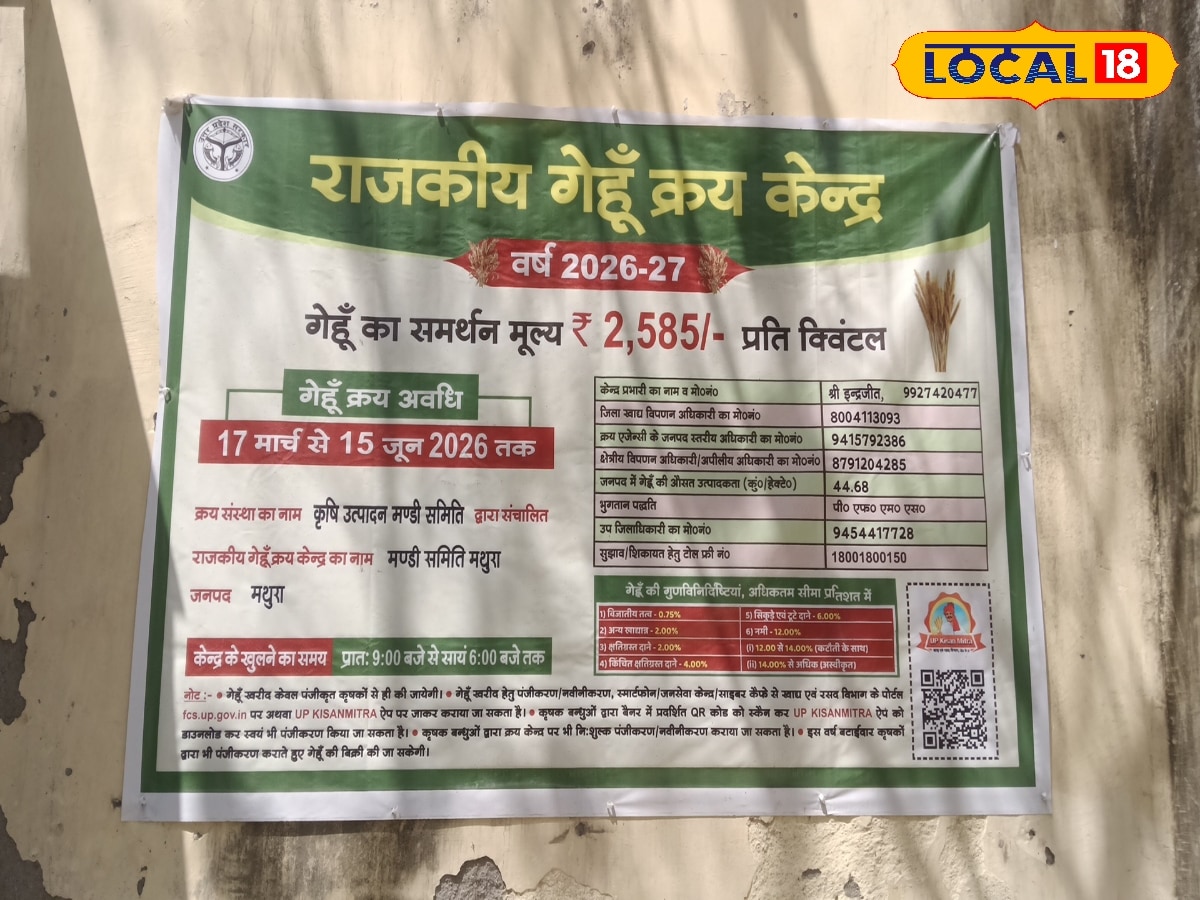 LOCAL 18
उत्तर प्रदेश सरकार
राजकीय गेहूँ क्रय केन्द्र
वर्ष 2026-27
गेहूँ का समर्थन मूल्य ₹ 2,585/- प्रति क्विंटल
गेहूँ क्रय अवधि
17 मार्च से 15 जून 2026 तक
क्रय संस्था का नाम कृषि उत्पादन मण्डी समिति द्वारा संचालित
राजकीय गेहूँ क्रय केन्द्र का नाम मण्डी समिति मथुरा
जनपद मथुरा
केन्द्र के खुलने का समय प्रातः 9:00 बजे से सायं 6:00 बजे तक
केन्द्र प्रभारी का नाम व मो०नं० श्री इन्द्रजीत, 9927420477
जिला खाद्य विपणन अधिकारी का मो०नं० 8004113093
क्रय एजेन्सी के जनपद स्तरीय अधिकारी का मो०नं० 9415792386
क्षेत्रीय विपणन अधिकारी/अपीलीय अधिकारी का मो०नं० 8791204285
जनपद में गेहूँ की औसत उत्पादकता (कुं०/हेक्टे०) 44.68
भुगतान पद्धति पी० एफ० एम० एस०
उप जिलाधिकारी का मो०नं० 9454417728
सुझाव/शिकायत हेतु टोल फ्री नं० 18001800150
गेहूँ की गुणविनिर्दिष्टियां, अधिकतम सीमा प्रतिशत में
1) विजातीय तत्व - 0.75% 5) सिकुड़े एवं टूटे दाने - 6.00%
2) अन्य खाद्यान्न - 2.00% 6) नमी - 12.00%
3) क्षतिग्रस्त दाने - 2.00% (i) 12.00 से 14.00% (कटौती के साथ)
4) किंचित क्षतिग्रस्त दाने - 4.00% (ii) 14.00% से अधिक (अस्वीकृत)
UP Kisan Mitra
नोट :- • गेहूँ खरीद केवल पंजीकृत कृषकों से ही की जायेगी। • गेहूँ खरीद हेतु पंजीकरण/नवीनीकरण, स्मार्टफोन/जनसेवा केन्द्र/साइबर कैफे से खाद्य एवं रसद विभाग के पोर्टल
fcs.up.gov.in पर अथवा UP KISANMITRA ऐप पर जाकर कराया जा सकता है। • कृषक बन्धुओं द्वारा बैनर में प्रदर्शित QR कोड को स्कैन कर UP KISANMITRA ऐप को
डाउनलोड कर स्वयं भी पंजीकरण किया जा सकता है। • कृषक बन्धुओं द्वारा क्रय केन्द्र पर भी निःशुल्क पंजीकरण/नवीनीकरण कराया जा सकता है। • इस वर्ष बटाईदार कृषकों
द्वारा भी पंजीकरण कराते हुए गेहूँ की बिक्री की जा सकेगी।